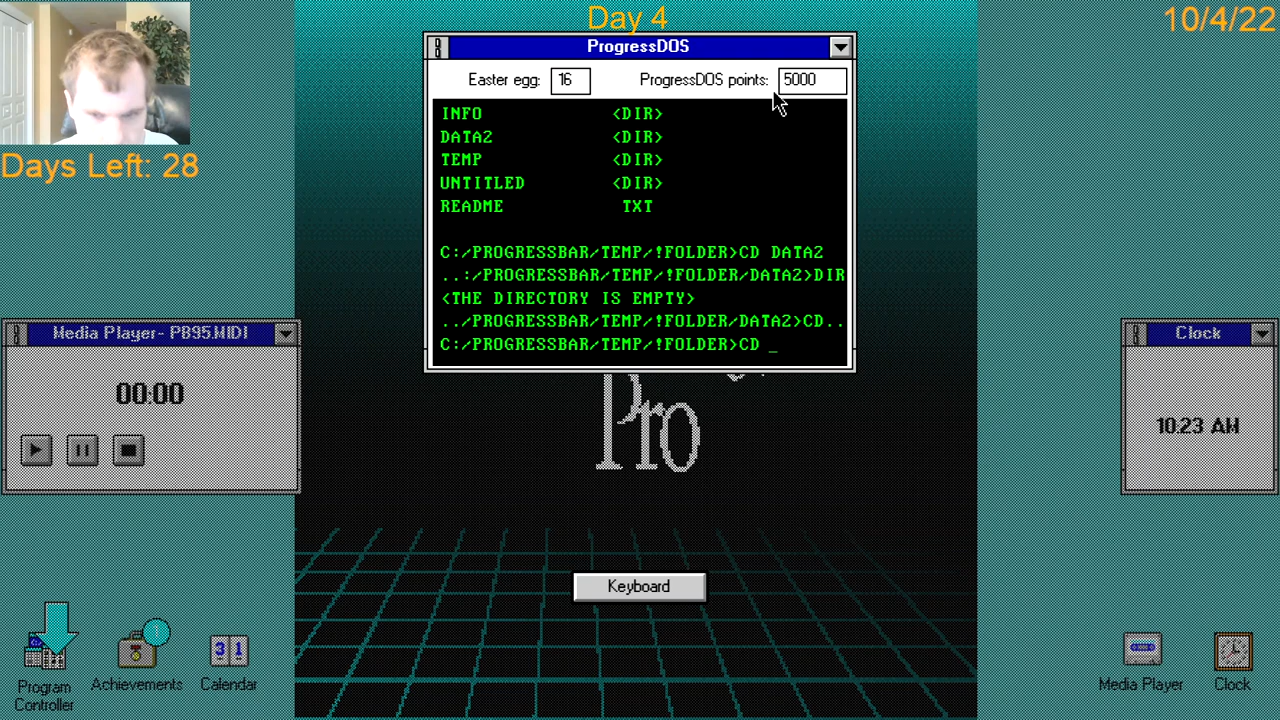 Day 4
10/4/22
Days Left: 28
ProgressDOS
Easter egg: 16 ProgressDOS points: 5000
INFO <DIR>
DATA2 <DIR>
TEMP <DIR>
UNTITLED <DIR>
README TXT
C:/PROGRESSBAR/TEMP/!FOLDER>CD DATA2
..:/PROGRESSBAR/TEMP/!FOLDER/DATA2>DIR
<THE DIRECTORY IS EMPTY>
../PROGRESSBAR/TEMP/!FOLDER/DATA2>CD..
C:/PROGRESSBAR/TEMP/!FOLDER>CD _
Media Player- PB95.MIDI
00:00
Clock
10:23 AM
Pro
Keyboard
1
Program Controller
Achievements
31
Calendar
Media Player
Clock